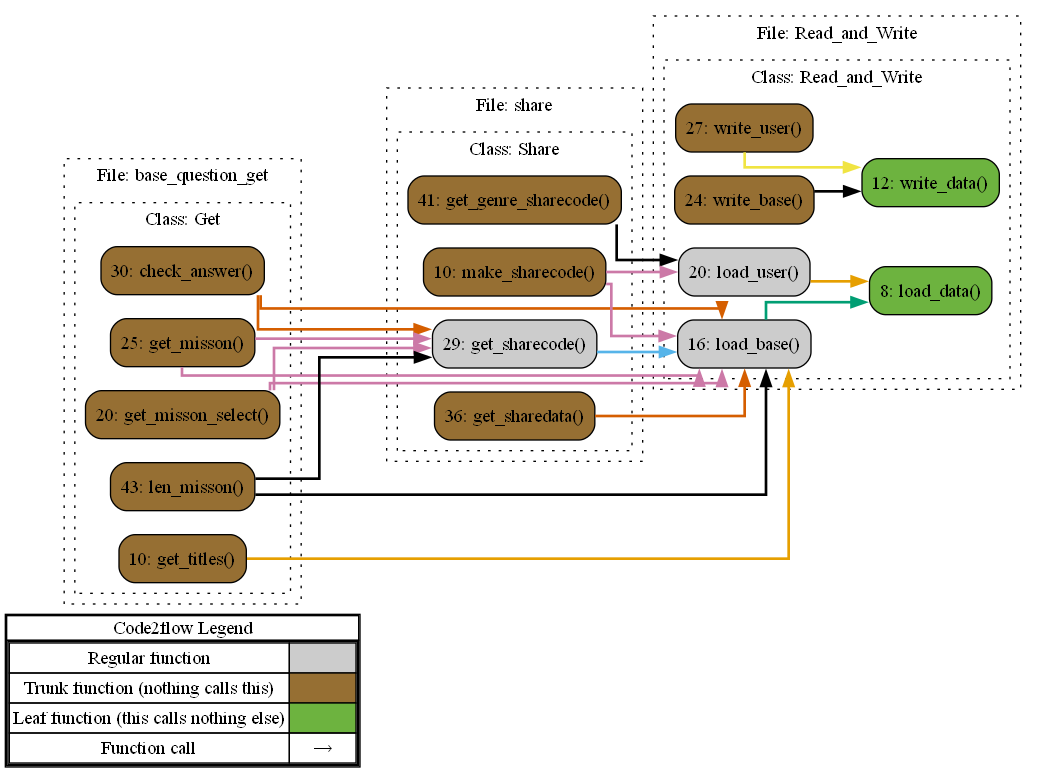 File: Read_and_Write
Class: Read_and_Write
27: write_user()
24: write_base()
12: write_data()
20: load_user()
8: load_data()
16: load_base()
File: share
Class: Share
41: get_genre_sharecode()
10: make_sharecode()
29: get_sharecode()
36: get_sharedata()
File: base_question_get
Class: Get
30: check_answer()
25: get_misson()
20: get_misson_select()
43: len_misson()
10: get_titles()
Code2flow Legend
Regular function
Trunk function (nothing calls this)
Leaf function (this calls nothing else)
Function call →